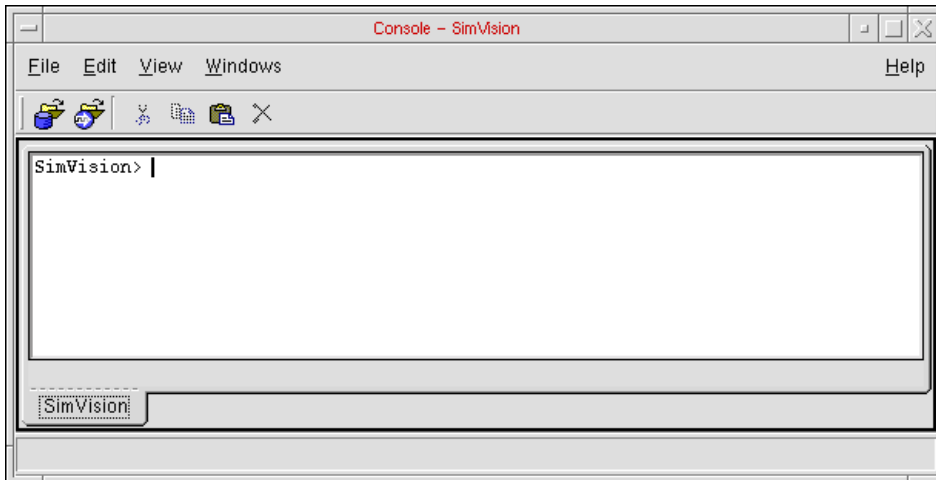 Console – SimVision
File Edit View Windows Help
SimVision>
SimVision